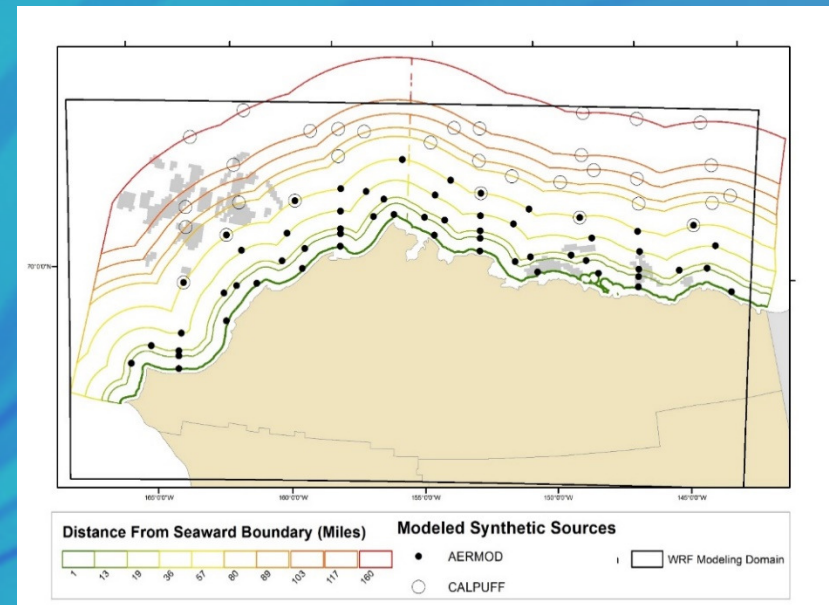 70°0'0"N
165°0'0"W 160°0'0"W 155°0'0"W 150°0'0"W 145°0'0"W
Distance From Seaward Boundary (Miles)
1 13 19 36 57 80 89 103 117 160
Modeled Synthetic Sources
AERMOD
CALPUFF
WRF Modeling Domain